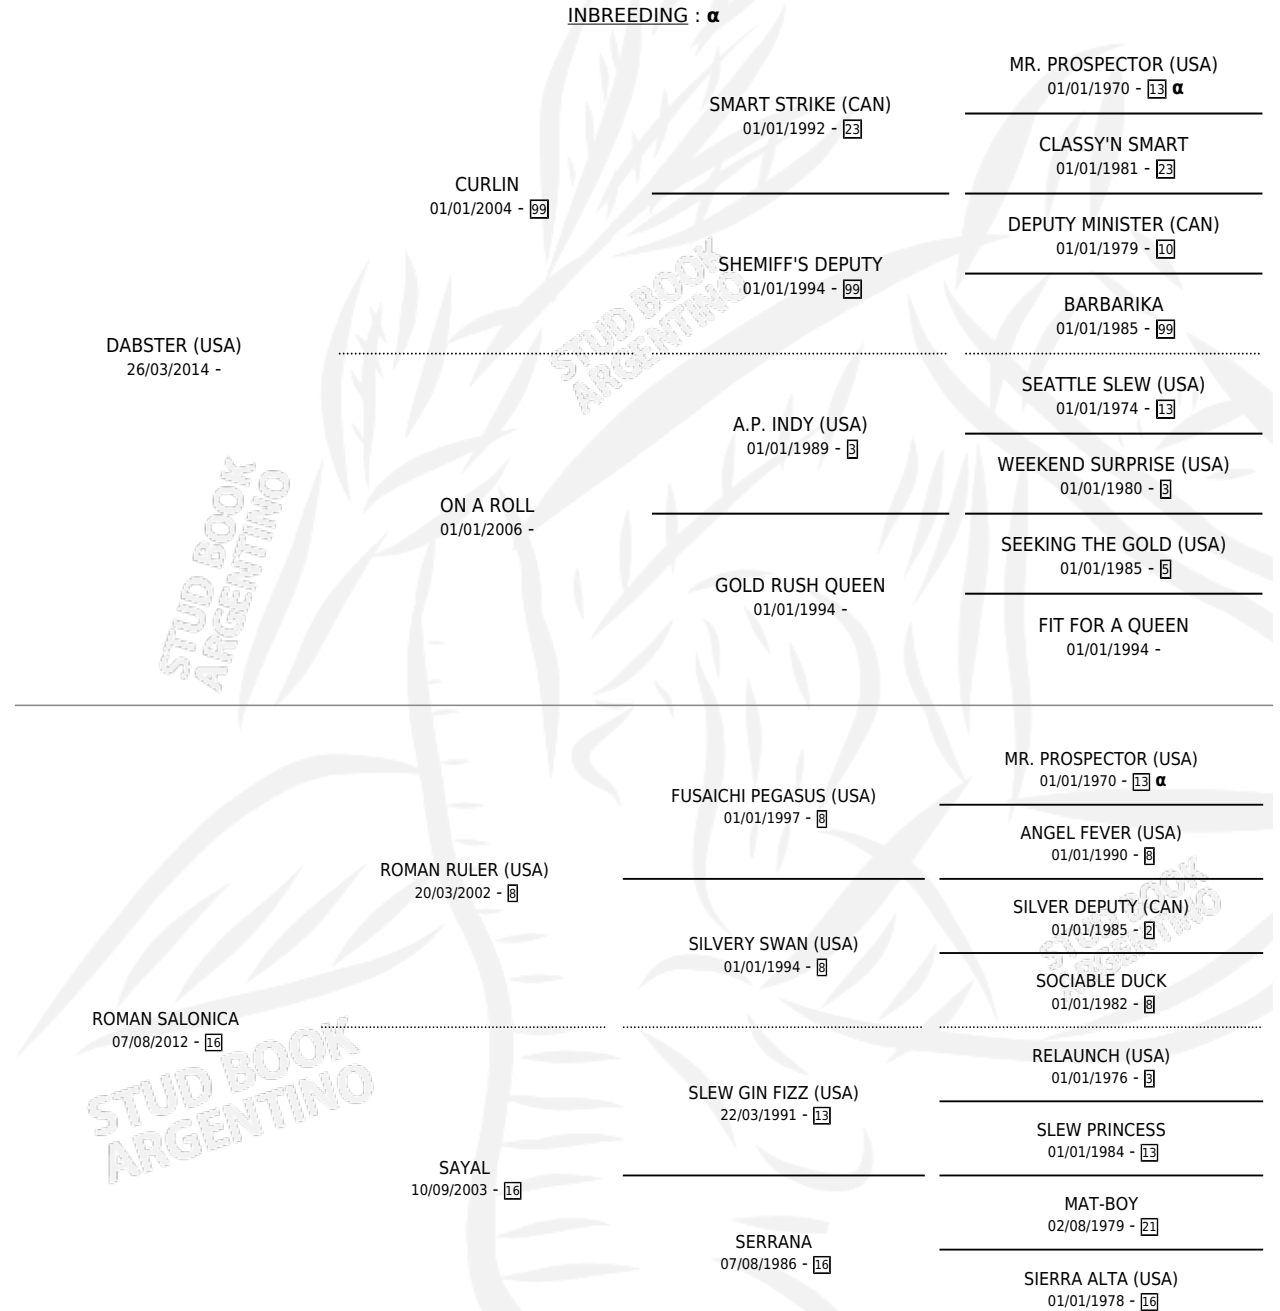 INBREEDING : α
MR. PROSPECTOR (USA)
01/01/1970 - 13 α
SMART STRIKE (CAN)
01/01/1992 - 23
CLASSY'N SMART
01/01/1981 - 23
CURLIN
01/01/2004 - 99
DEPUTY MINISTER (CAN)
01/01/1979 - 10
SHEMIFF'S DEPUTY
01/01/1994 - 99
BARBARIKA
01/01/1985 - 99
STUD BOOK
ARGENTINO
DABSTER (USA)
26/03/2014 -
SEATTLE SLEW (USA)
01/01/1974 - 13
A.P. INDY (USA)
01/01/1989 - 3
WEEKEND SURPRISE (USA)
01/01/1980 - 3
ON A ROLL
01/01/2006 -
SEEKING THE GOLD (USA)
01/01/1985 - 5
GOLD RUSH QUEEN
01/01/1994 -
FIT FOR A QUEEN
01/01/1994 -
STUD BOOK
ARGENTINO
MR. PROSPECTOR (USA)
01/01/1970 - 13 α
FUSAICHI PEGASUS (USA)
01/01/1997 - 8
ANGEL FEVER (USA)
01/01/1990 - 8
ROMAN RULER (USA)
20/03/2002 - 8
SILVER DEPUTY (CAN)
01/01/1985 - 2
SILVERY SWAN (USA)
01/01/1994 - 8
STUD BOOK
ARGENTINO
SOCIABLE DUCK
01/01/1982 - 8
ROMAN SALONICA
07/08/2012 - 16
RELAUNCH (USA)
01/01/1976 - 3
SLEW GIN FIZZ (USA)
22/03/1991 - 13
SLEW PRINCESS
01/01/1984 - 13
STUD BOOK
ARGENTINO
SAYAL
10/09/2003 - 16
MAT-BOY
02/08/1979 - 21
SERRANA
07/08/1986 - 16
SIERRA ALTA (USA)
01/01/1978 - 16